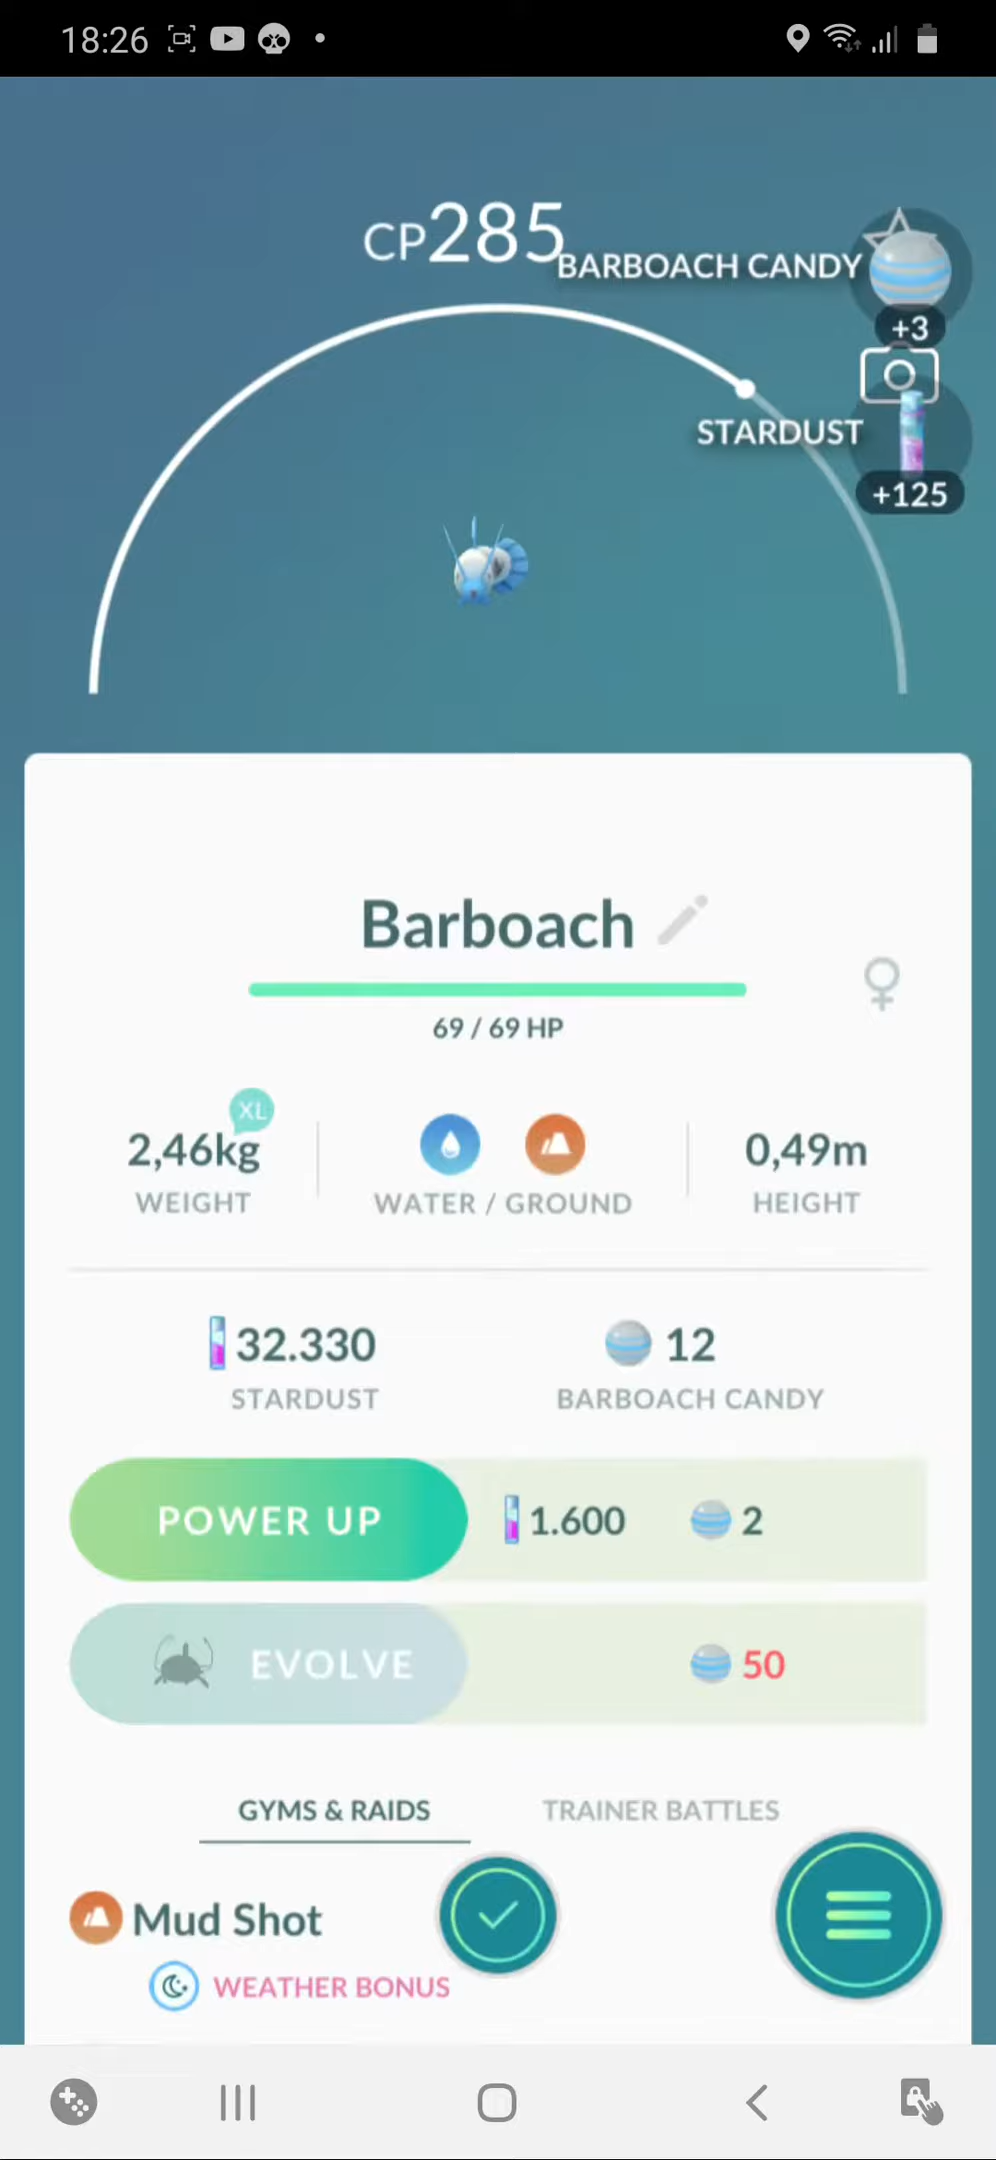 18:26
CP285
BARBOACH CANDY
+3
STARDUST
+125
Barboach
69 / 69 HP
XL
2,46kg
WEIGHT
WATER / GROUND
0,49m
HEIGHT
32.330
STARDUST
12
BARBOACH CANDY
POWER UP
1.600
2
EVOLVE
50
GYMS & RAIDS
TRAINER BATTLES
Mud Shot
WEATHER BONUS